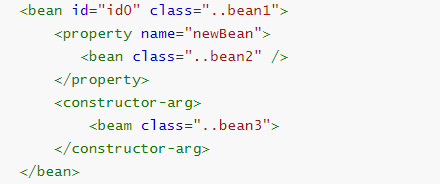 <bean id="id0" class="..bean1">
<property name="newBean">
<bean class="..bean2" />
</property>
<constructor-arg>
<beam class="..bean3">
</constructor-arg>
</bean>